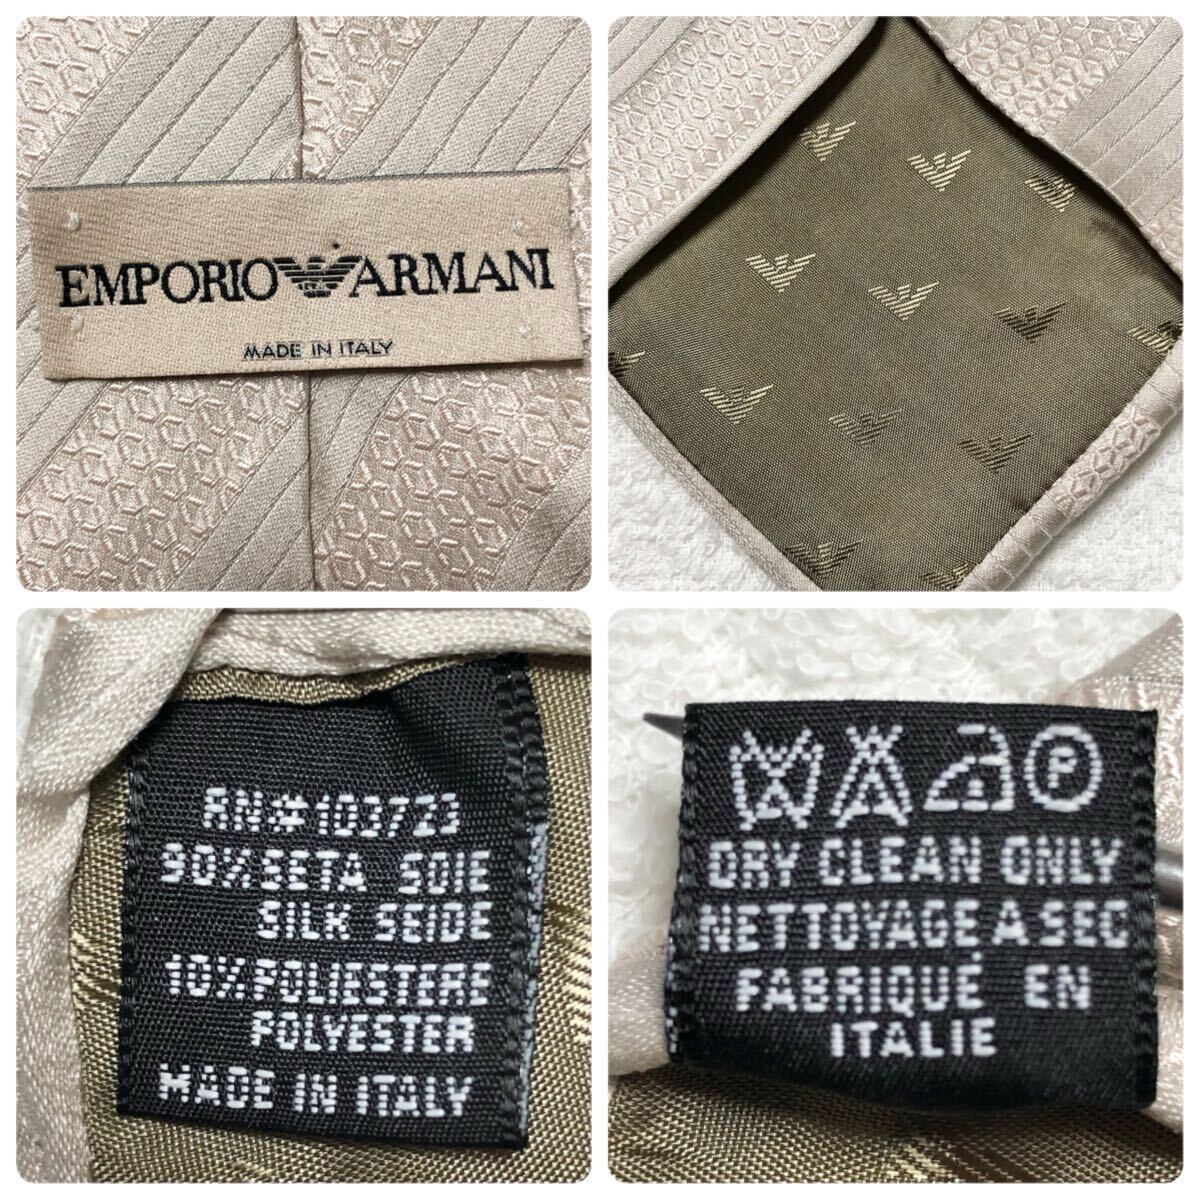 EMPORIO ARMANI
MADE IN ITALY
RN#103723
90% SETA SOIE
SILK SEIDE
10% POLIESTERE
POLYESTER
MADE IN ITALY
P
DRY CLEAN ONLY
NETTOYAGE A SEC
FABRIQUÉ EN
ITALIE